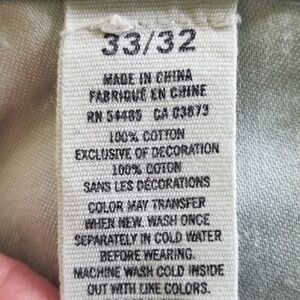 33/32
MADE IN CHINA
FABRIQUÉ EN CHINE
RN 54485 CA 03873
100% COTTON
EXCLUSIVE OF DECORATION
100% COTON
SANS LES DÉCORATIONS
COLOR MAY TRANSFER
WHEN NEW. WASH ONCE
SEPARATELY IN COLD WATER
BEFORE WEARING.
MACHINE WASH COLD INSIDE
OUT WITH LIKE COLORS.